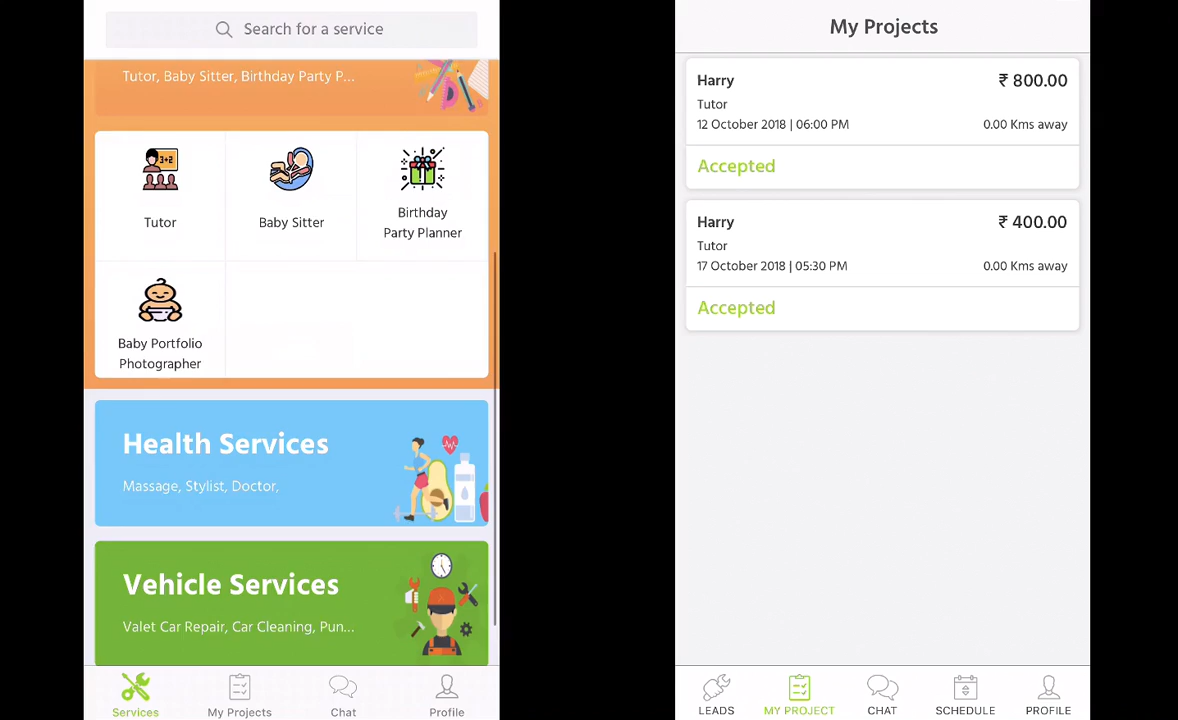 Search for a service
Tutor, Baby Sitter, Birthday Party P...
3+2
Tutor
Baby Sitter
Birthday
Party Planner
Baby Portfolio
Photographer
Health Services
Massage, Stylist, Doctor,
Vehicle Services
Valet Car Repair, Car Cleaning, Pun...
Services
My Projects
Chat
Profile
My Projects
Harry
₹ 800.00
Tutor
12 October 2018 | 06:00 PM
0.00 Kms away
Accepted
Harry
₹ 400.00
Tutor
17 October 2018 | 05:30 PM
0.00 Kms away
Accepted
LEADS
MY PROJECT
CHAT
SCHEDULE
PROFILE